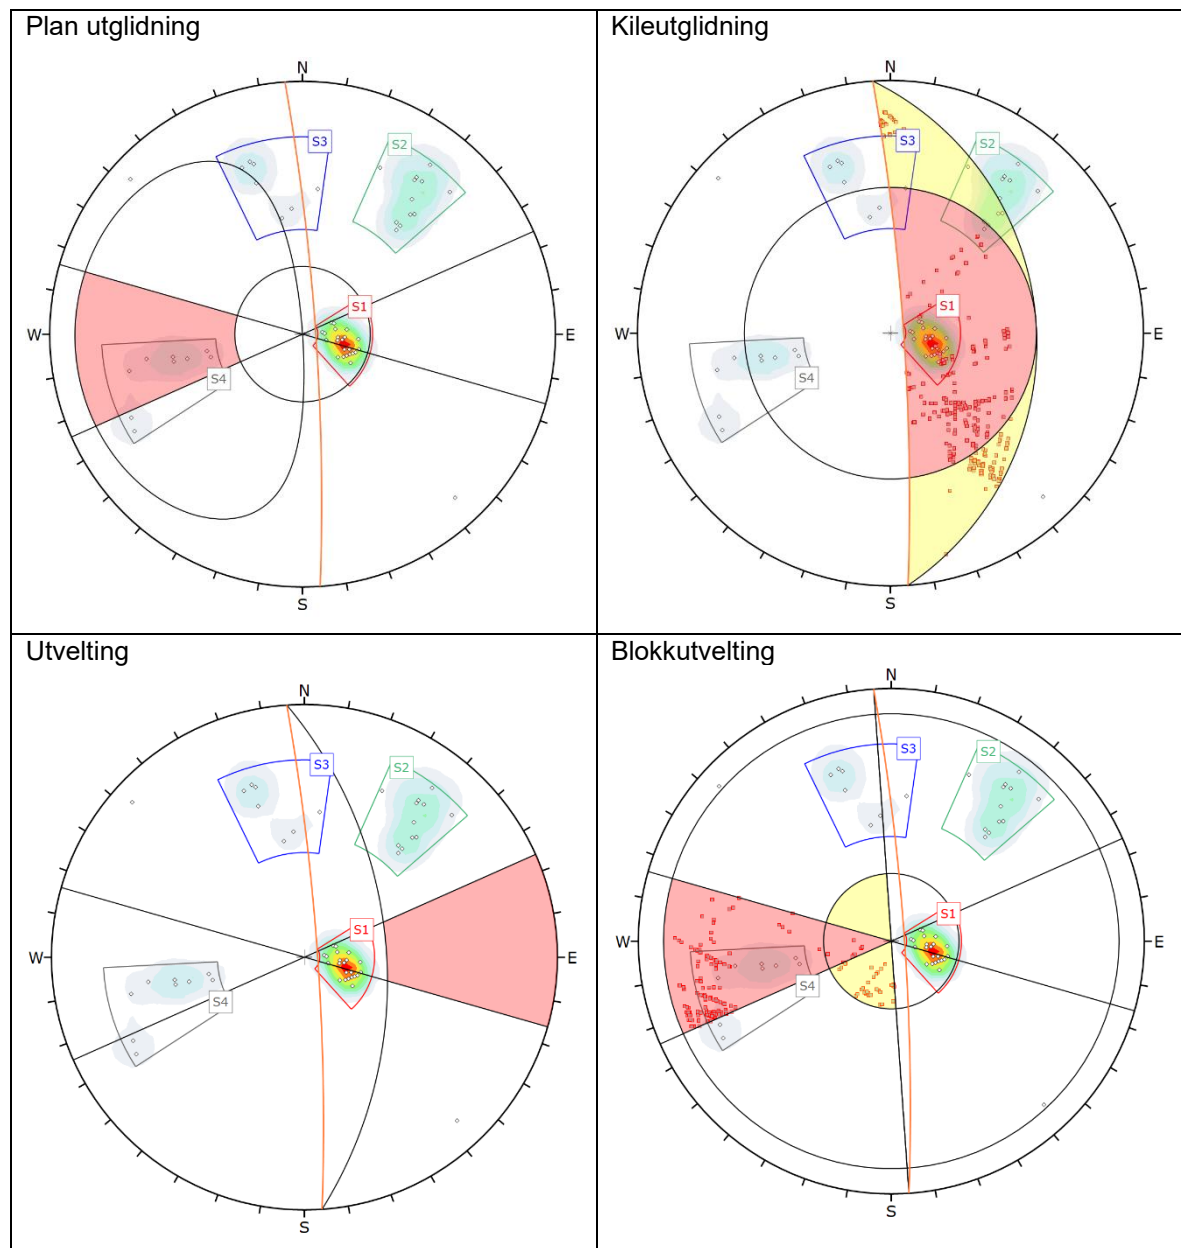 Plan utglidning
N
S3
S2
S1
W
E
S4
S
Kileutglidning
N
S3
S2
S1
W
E
S4
S
Utvelting
N
S3
S2
S1
W
E
S4
S
Blokkutvelting
N
S3
S2
S1
W
E
S4
S